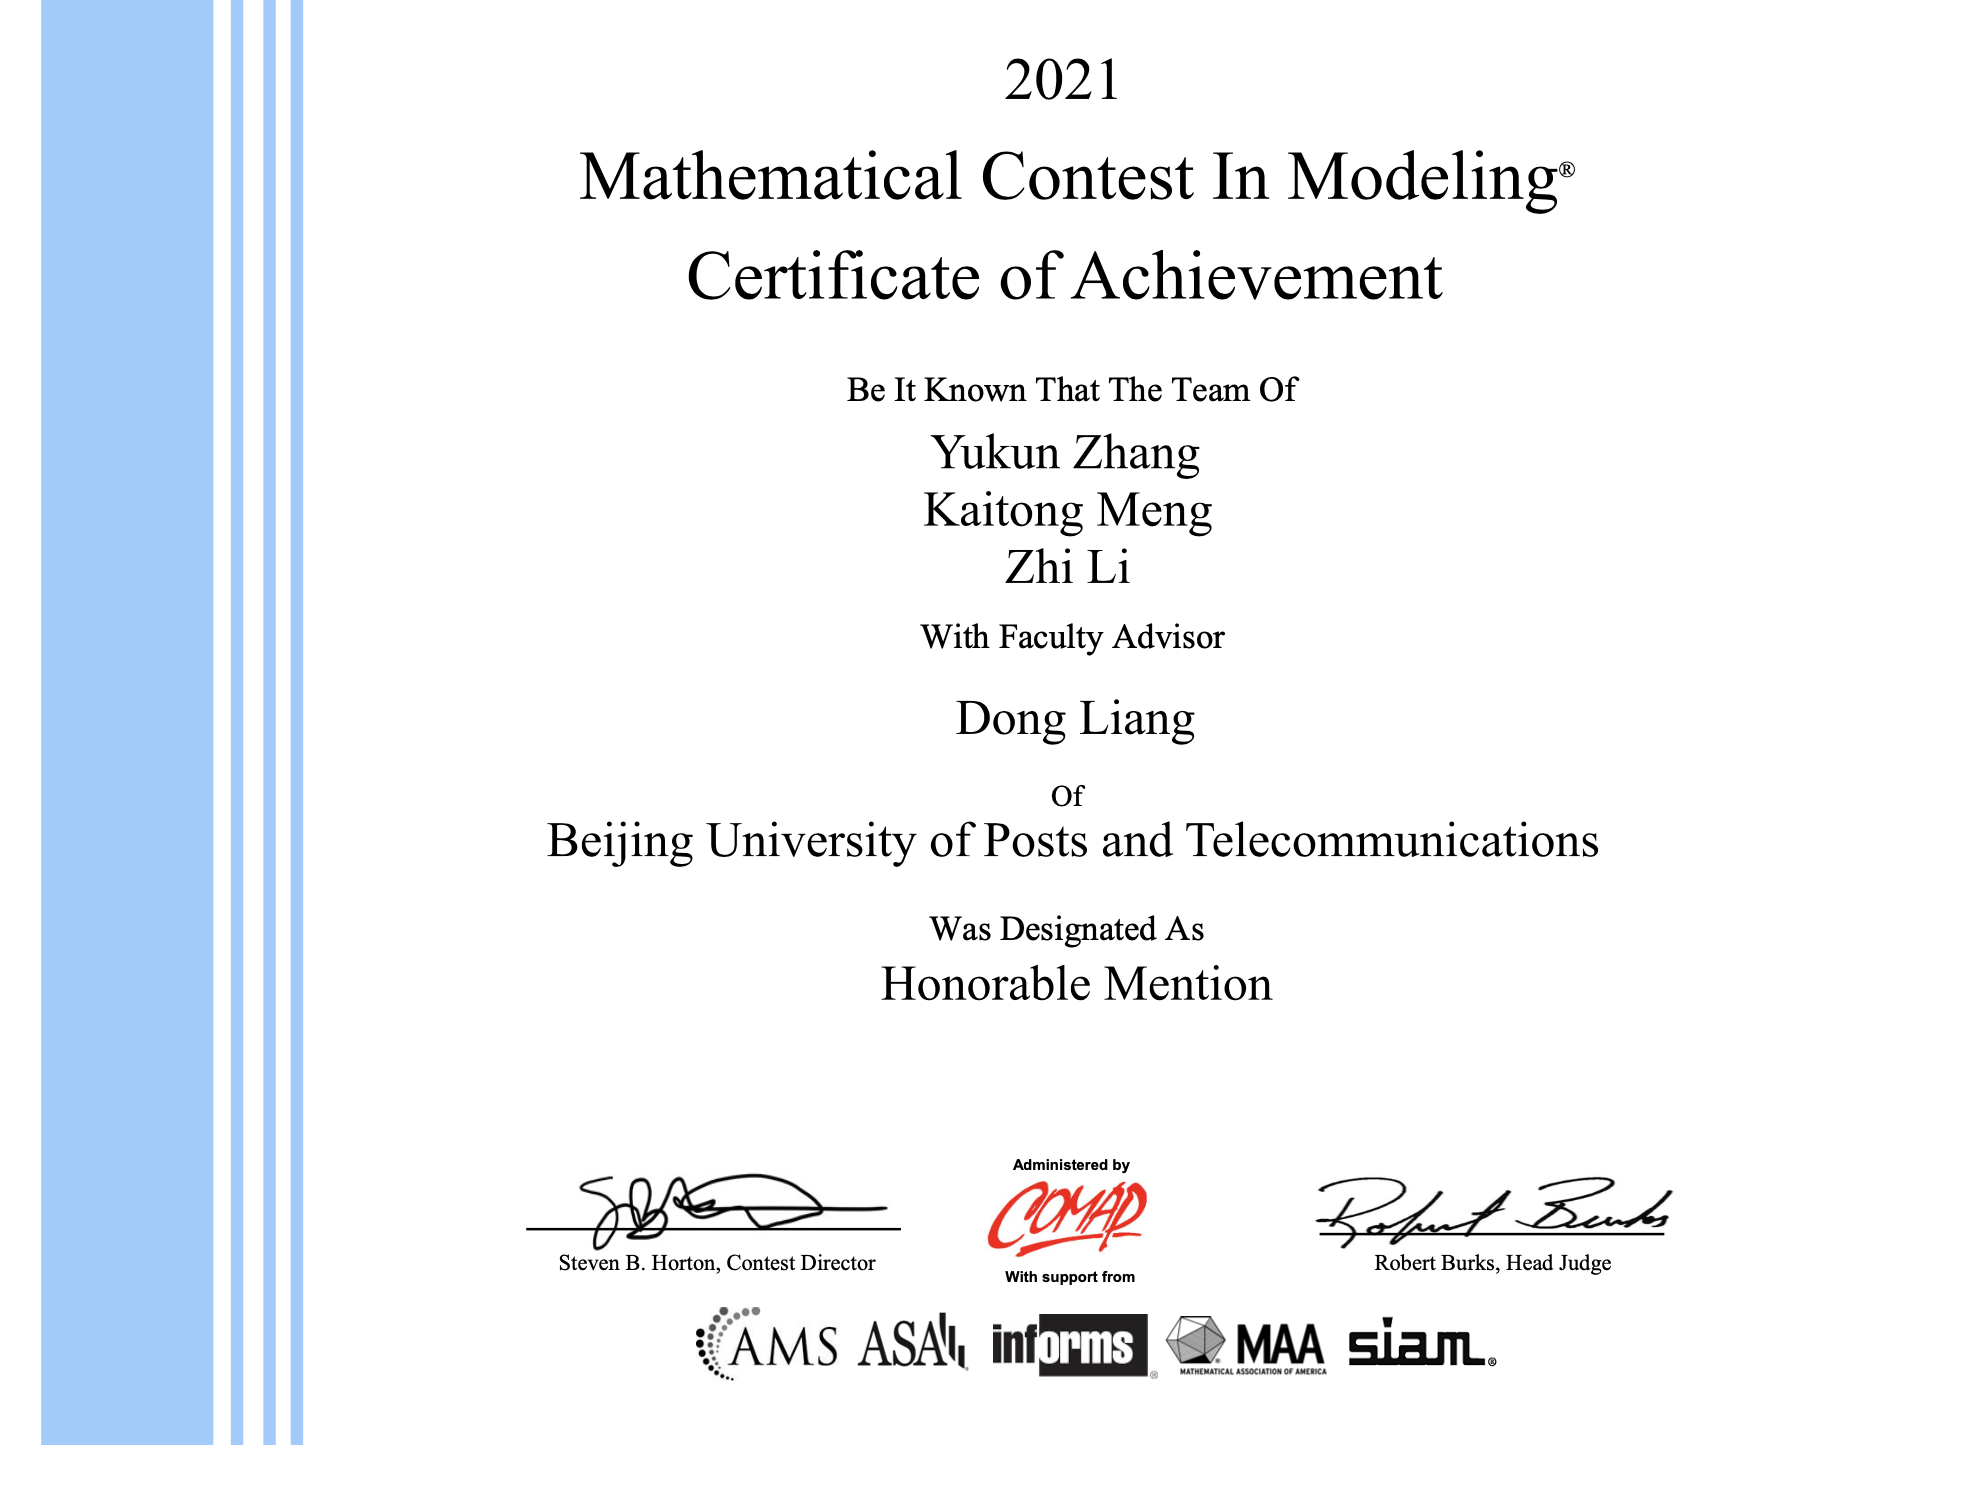 2021
Mathematical Contest In Modeling®
Certificate of Achievement
Be It Known That The Team Of
Yukun Zhang
Kaitong Meng
Zhi Li
With Faculty Advisor
Dong Liang
Of
Beijing University of Posts and Telecommunications
Was Designated As
Honorable Mention
Administered by
COMAP
Steven B. Horton, Contest Director
Robert Burks
Robert Burks, Head Judge
With support from
AMS ASA informs® MAA siam®
MATHEMATICAL ASSOCIATION OF AMERICA